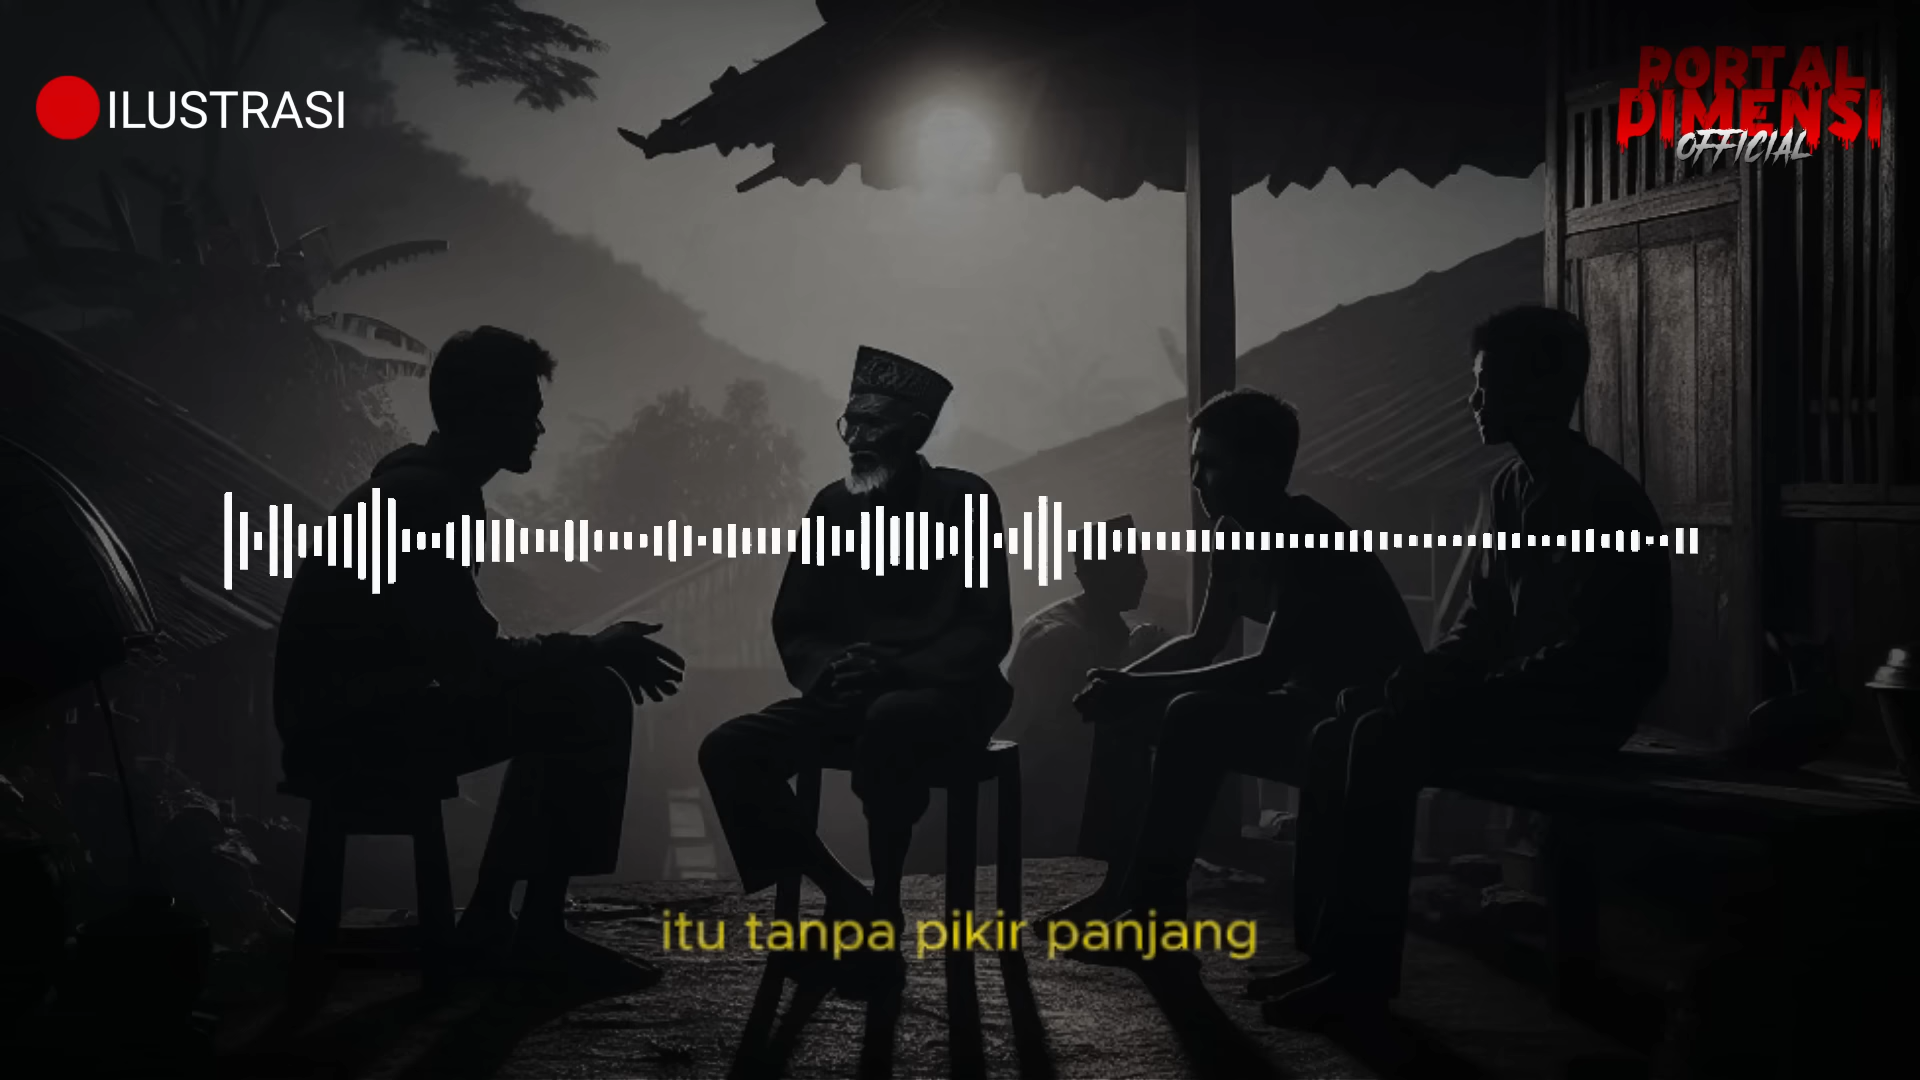 ILUSTRASI
PORTAL
DIMENSI
OFFICIAL
itu tanpa pikir panjang